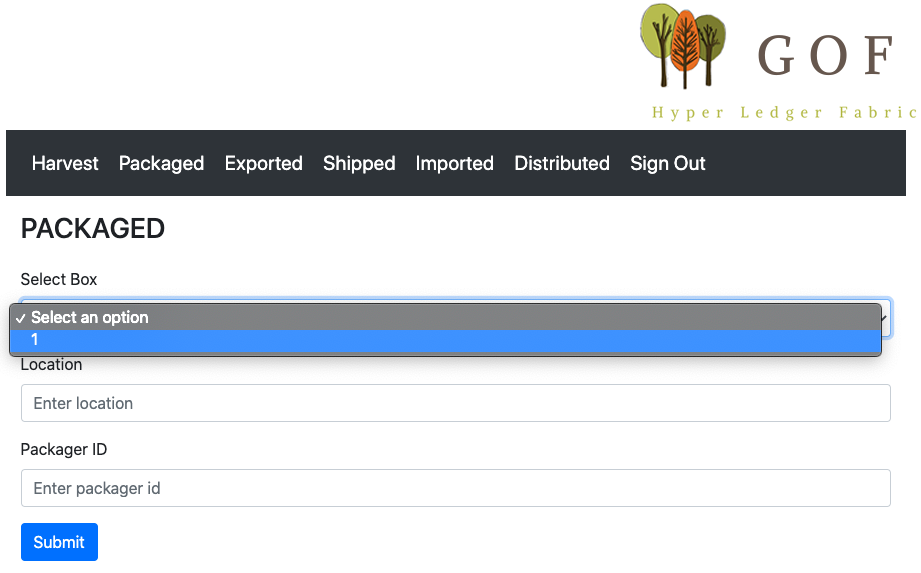 GOF
Hyper Ledger Fabric
Harvest Packaged Exported Shipped Imported Distributed Sign Out
PACKAGED
Select Box
✓ Select an option
1
Location
Enter location
Packager ID
Enter packager id
Submit